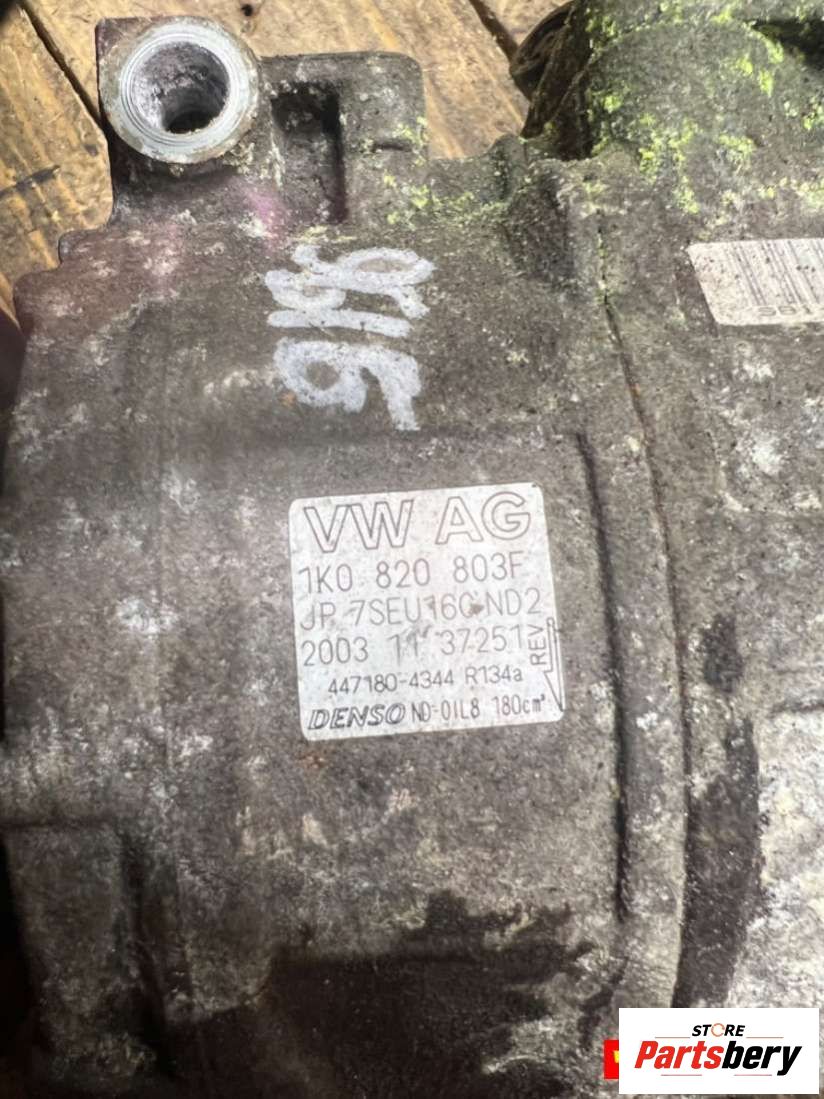 9156
VW AG
1K0 820 803F
JP 7SEU16C ND2
2003 11 37251
REV
447180-4344 R134a
DENSO ND-OIL8 180cm³
STORE
Partsbery